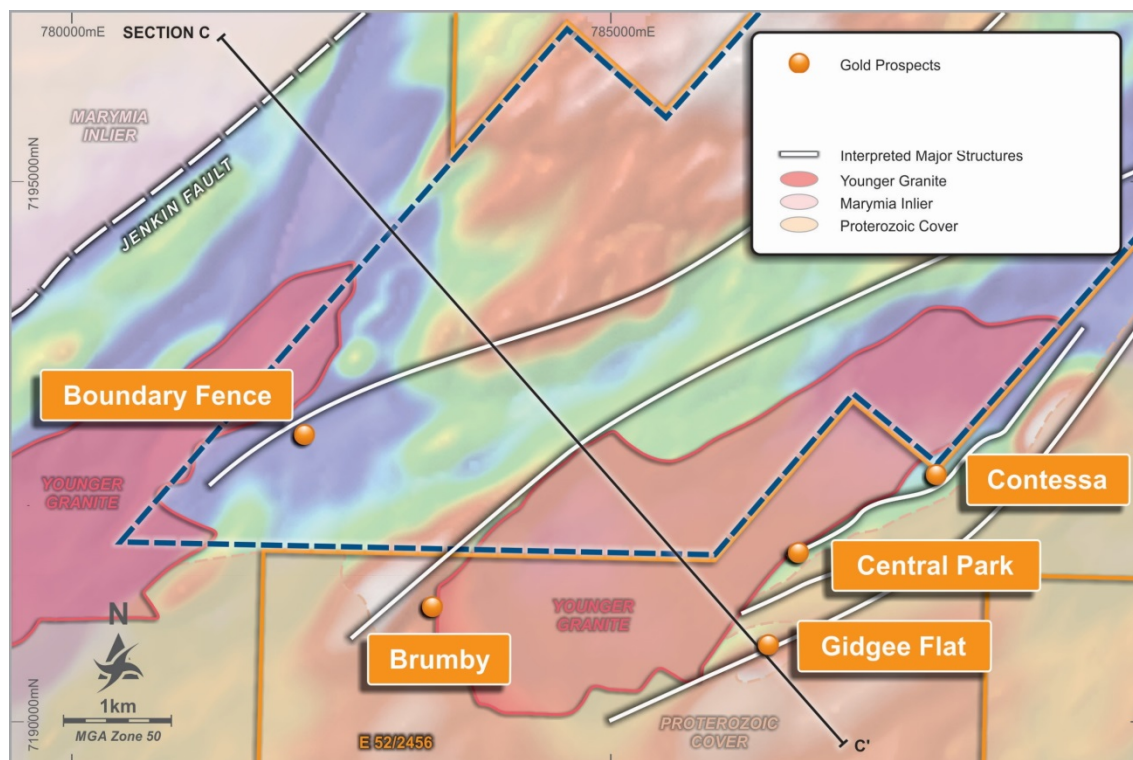 780000mE
SECTION C
785000mE
Gold Prospects
Interpreted Major Structures
Younger Granite
Marymia Inlier
Proterozoic Cover
MARYMIA
INLIER
7195000mN
JENKIN FAULT
Boundary Fence
YOUNGER
GRANITE
Contessa
Central Park
YOUNGER
GRANITE
Brumby
Gidgee Flat
N
1km
MGA Zone 50
7190000mN
E 52/2456
PROTEROZOIC
COVER
C'